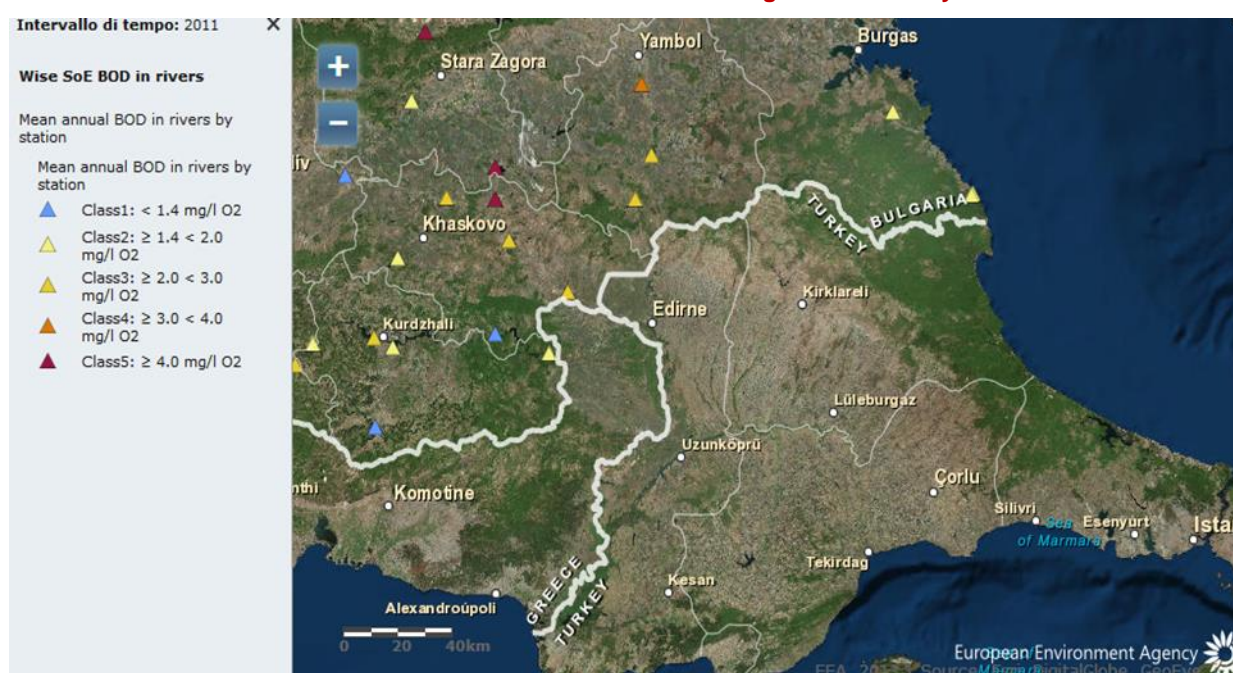 Intervallo di tempo: 2011
X
Wise SoE BOD in rivers
Mean annual BOD in rivers by
station
Mean annual BOD in rivers by
station
Class1: < 1.4 mg/l O2
Class2: ≥ 1.4 < 2.0
mg/l O2
Class3: ≥ 2.0 < 3.0
mg/l O2
Class4: ≥ 3.0 < 4.0
mg/l O2
Class5: ≥ 4.0 mg/l O2
+
−
Yambol
Burgas
Stara Zagora
liv
Khaskovo
TURKEY
BULGARIA
Kirklareli
Edirne
Kurdzhali
Lüleburgaz
Uzunköprü
nthi
Komotine
Çorlu
Silivri
Sea
of Marmara
Esenyurt
Ista
Tekirdag
Kesan
Alexandroúpoli
GREECE
TURKEY
0 20 40km
European Environment Agency